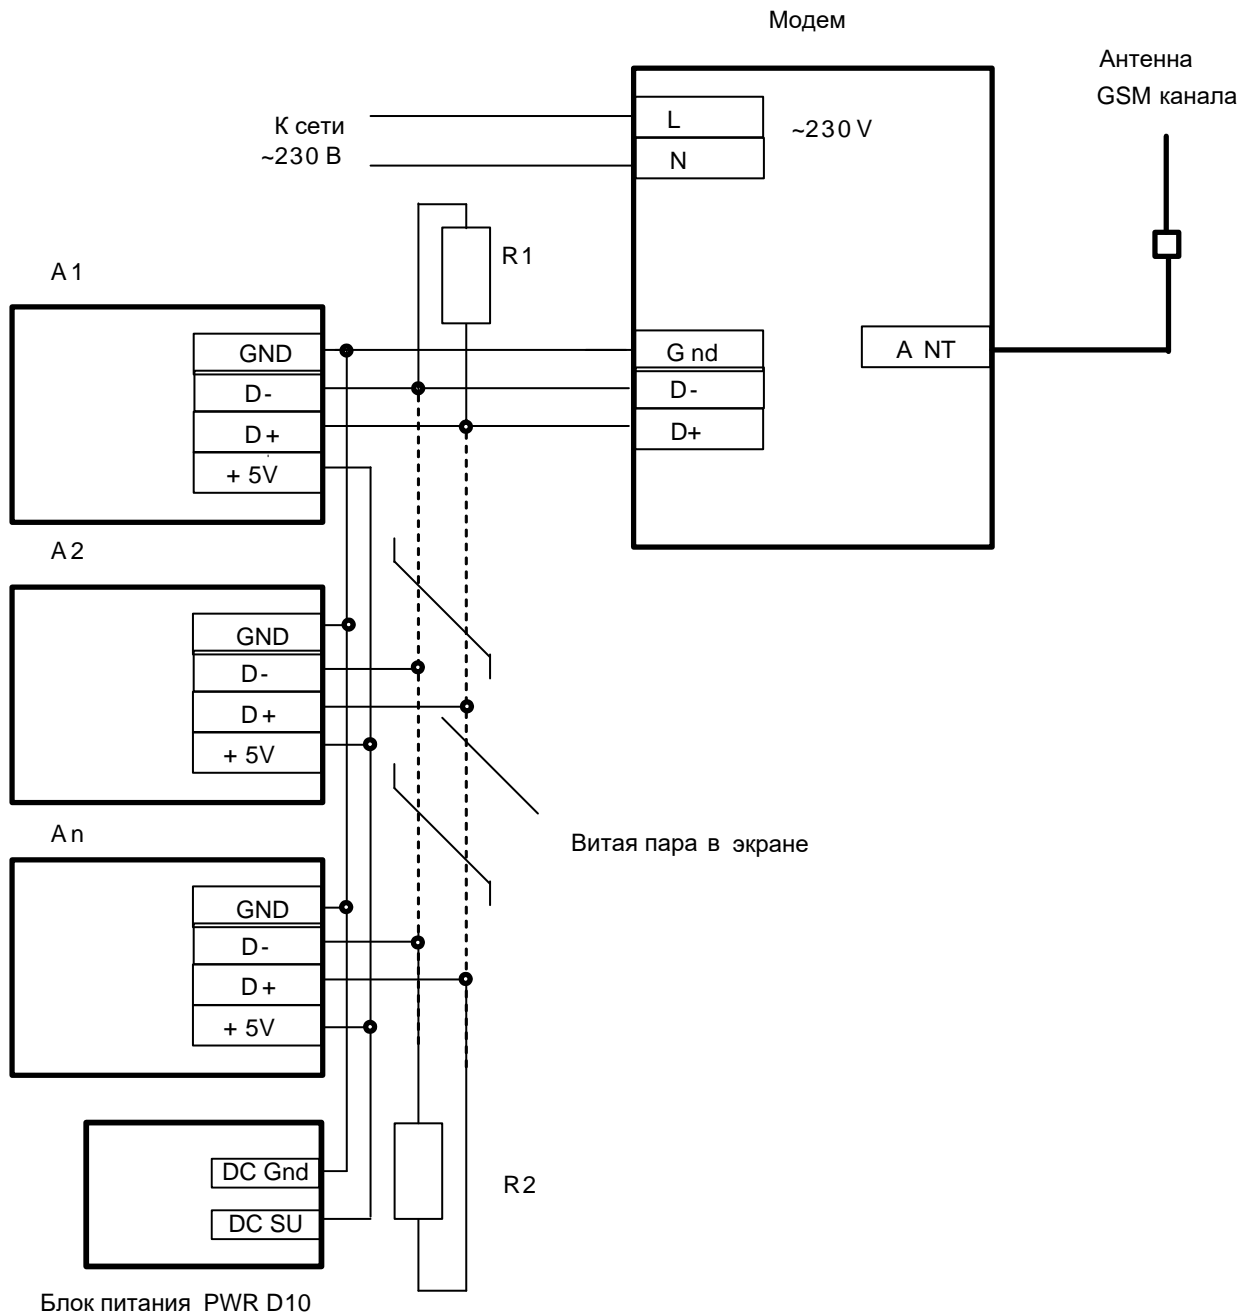 Модем
Антенна
GSM канала
К сети
~230 В
L
~230 V
N
R1
A1
GND
D-
D+
+ 5V
Gnd
D-
D+
A NT
A2
GND
D-
D+
+ 5V
Витая пара в экране
An
GND
D-
D+
+ 5V
DC Gnd
DC SU
R2
Блок питания PWR D10